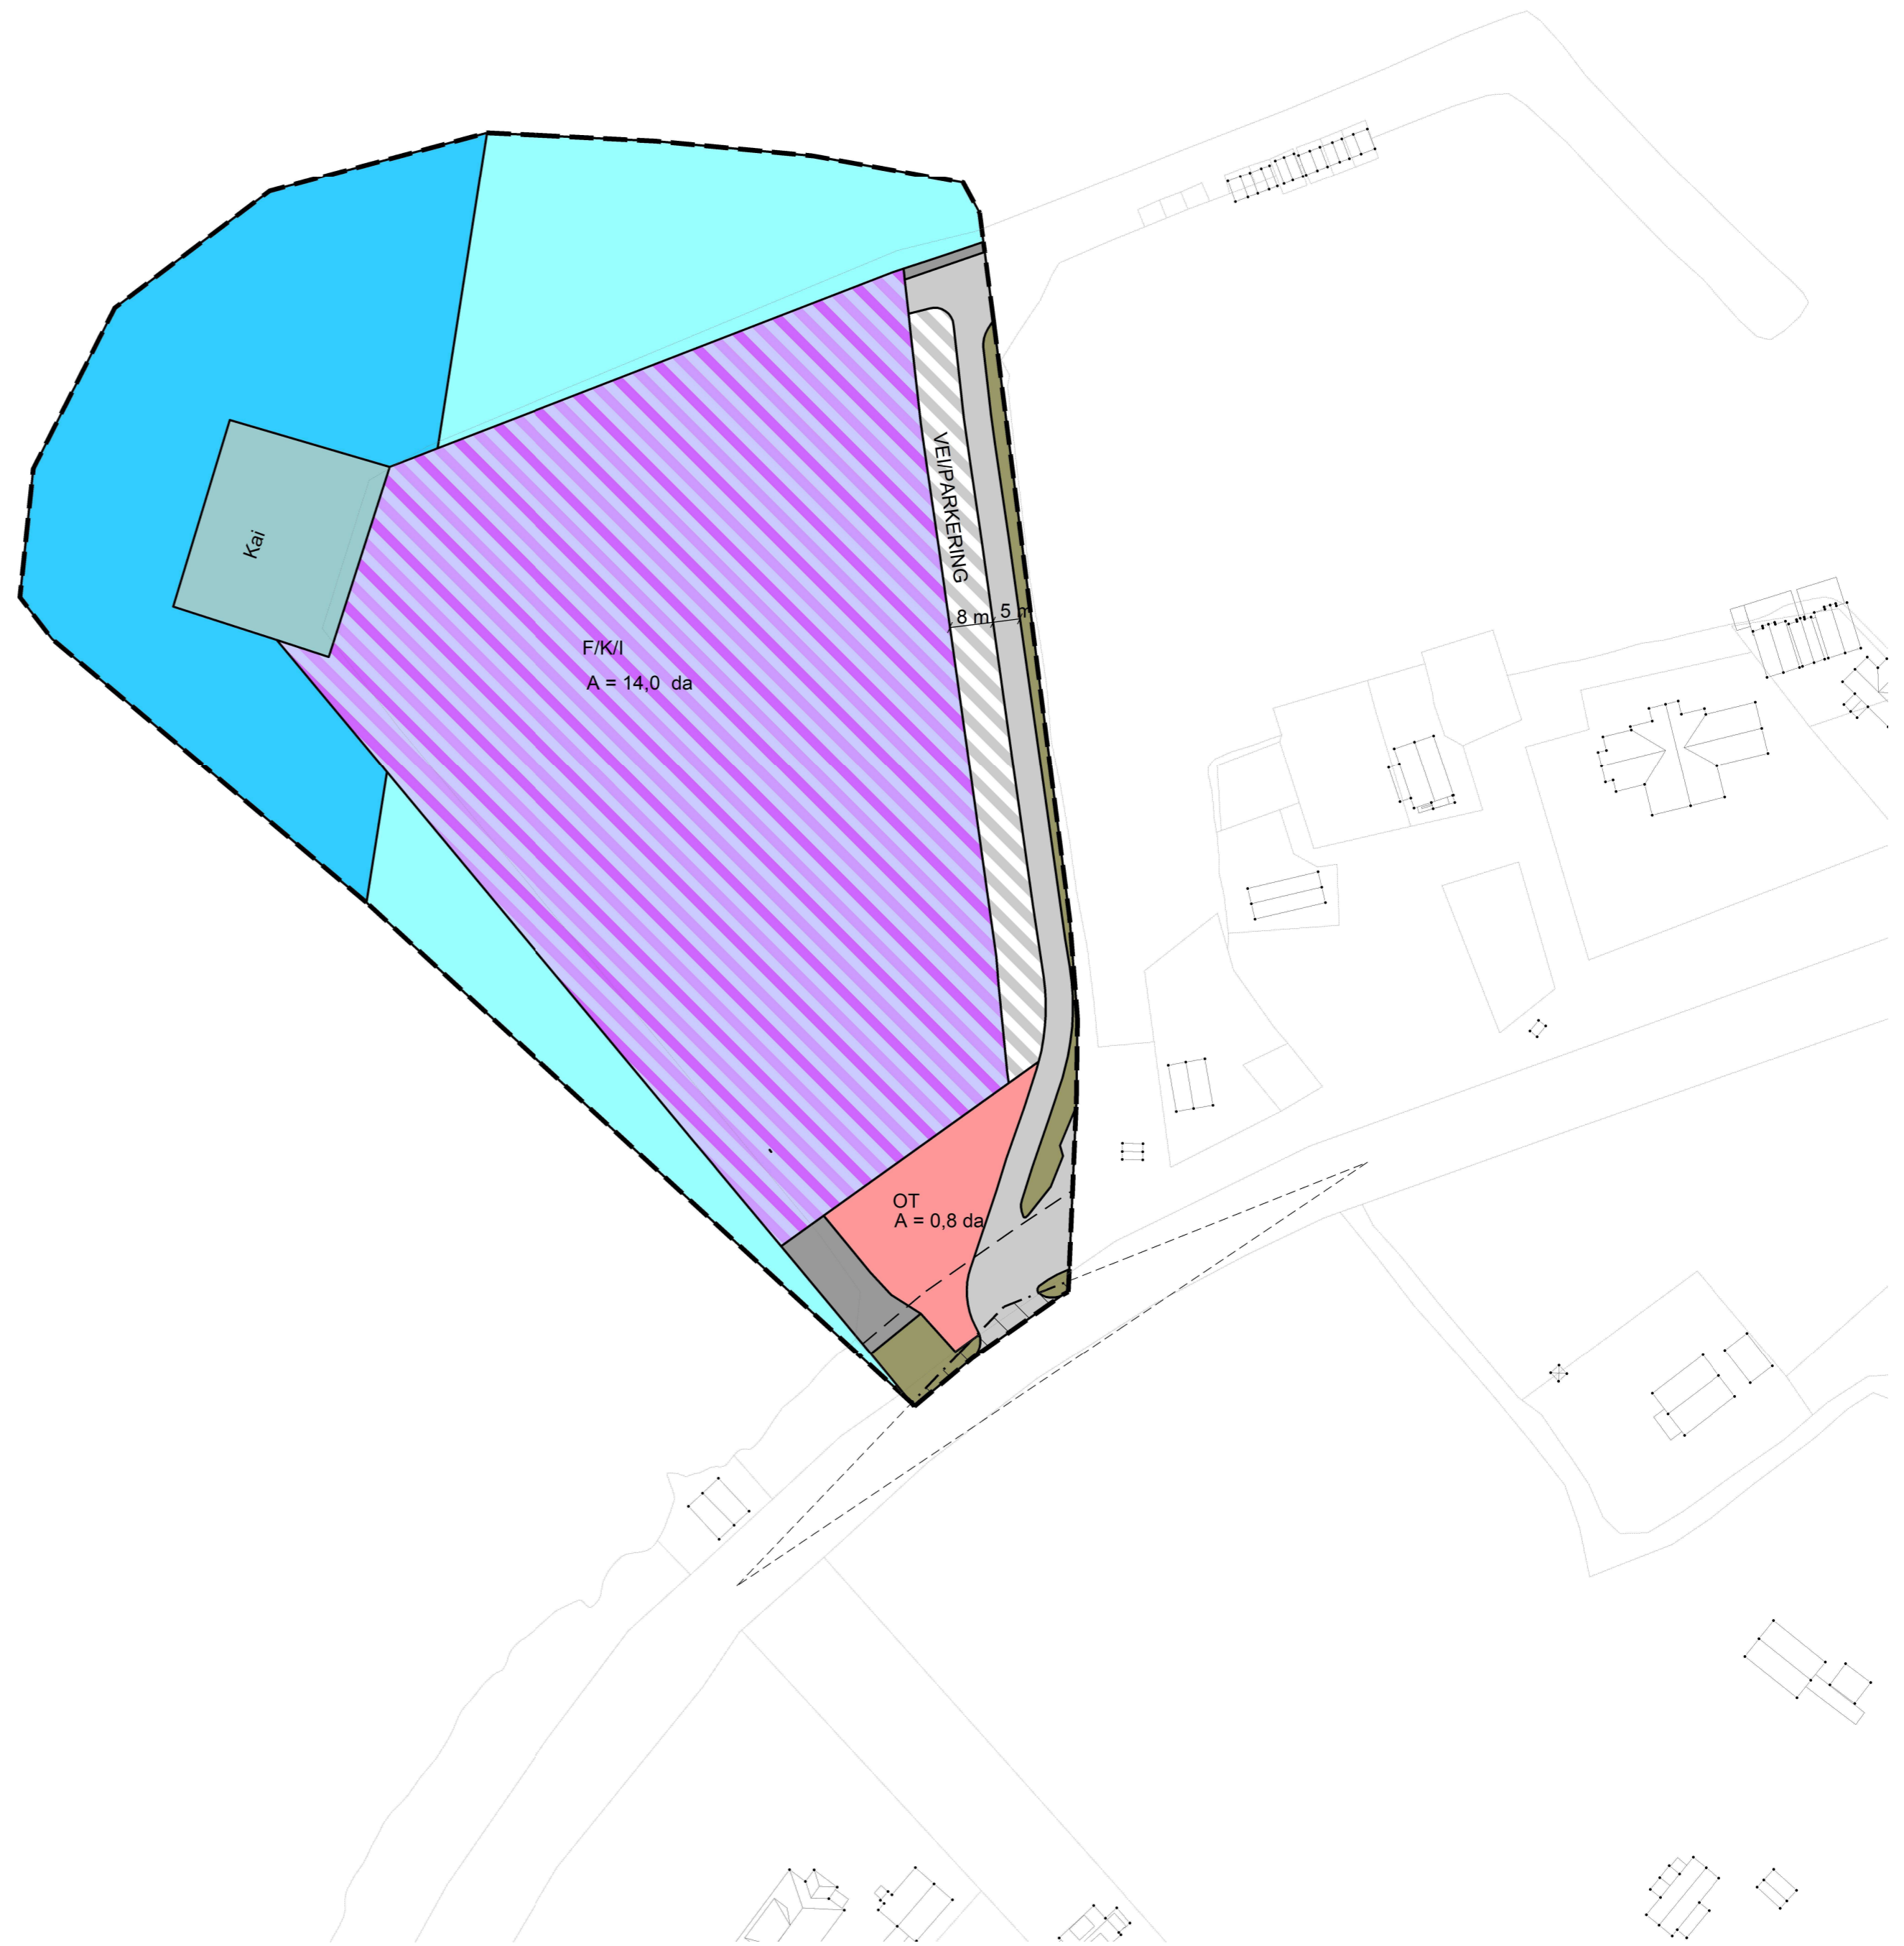 VEI/PARKERING
Kai
8 m
5 m
F/K/I
A = 14,0 da
OT
A = 0,8 da